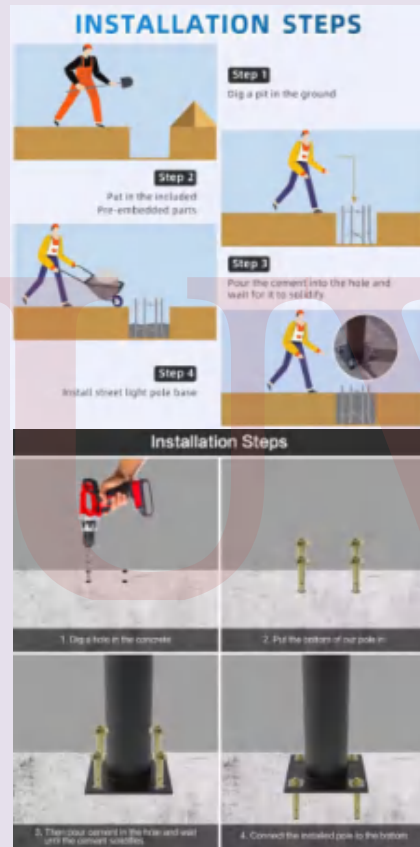 INSTALLATION STEPS
Step 1
Dig a pit in the ground
Step 2
Put in the included
Pre-embedded parts
Step 3
Pour the cement into the hole and
wait for it to solidify
Step 4
Install street light pole base
Installation Steps
1. Dig a hole in the concrete
2. Put the bottom of our pole in
3. Then pour cement in the hole and wait
until the cement solidifies.
4. Connect the installed pole to the bottom